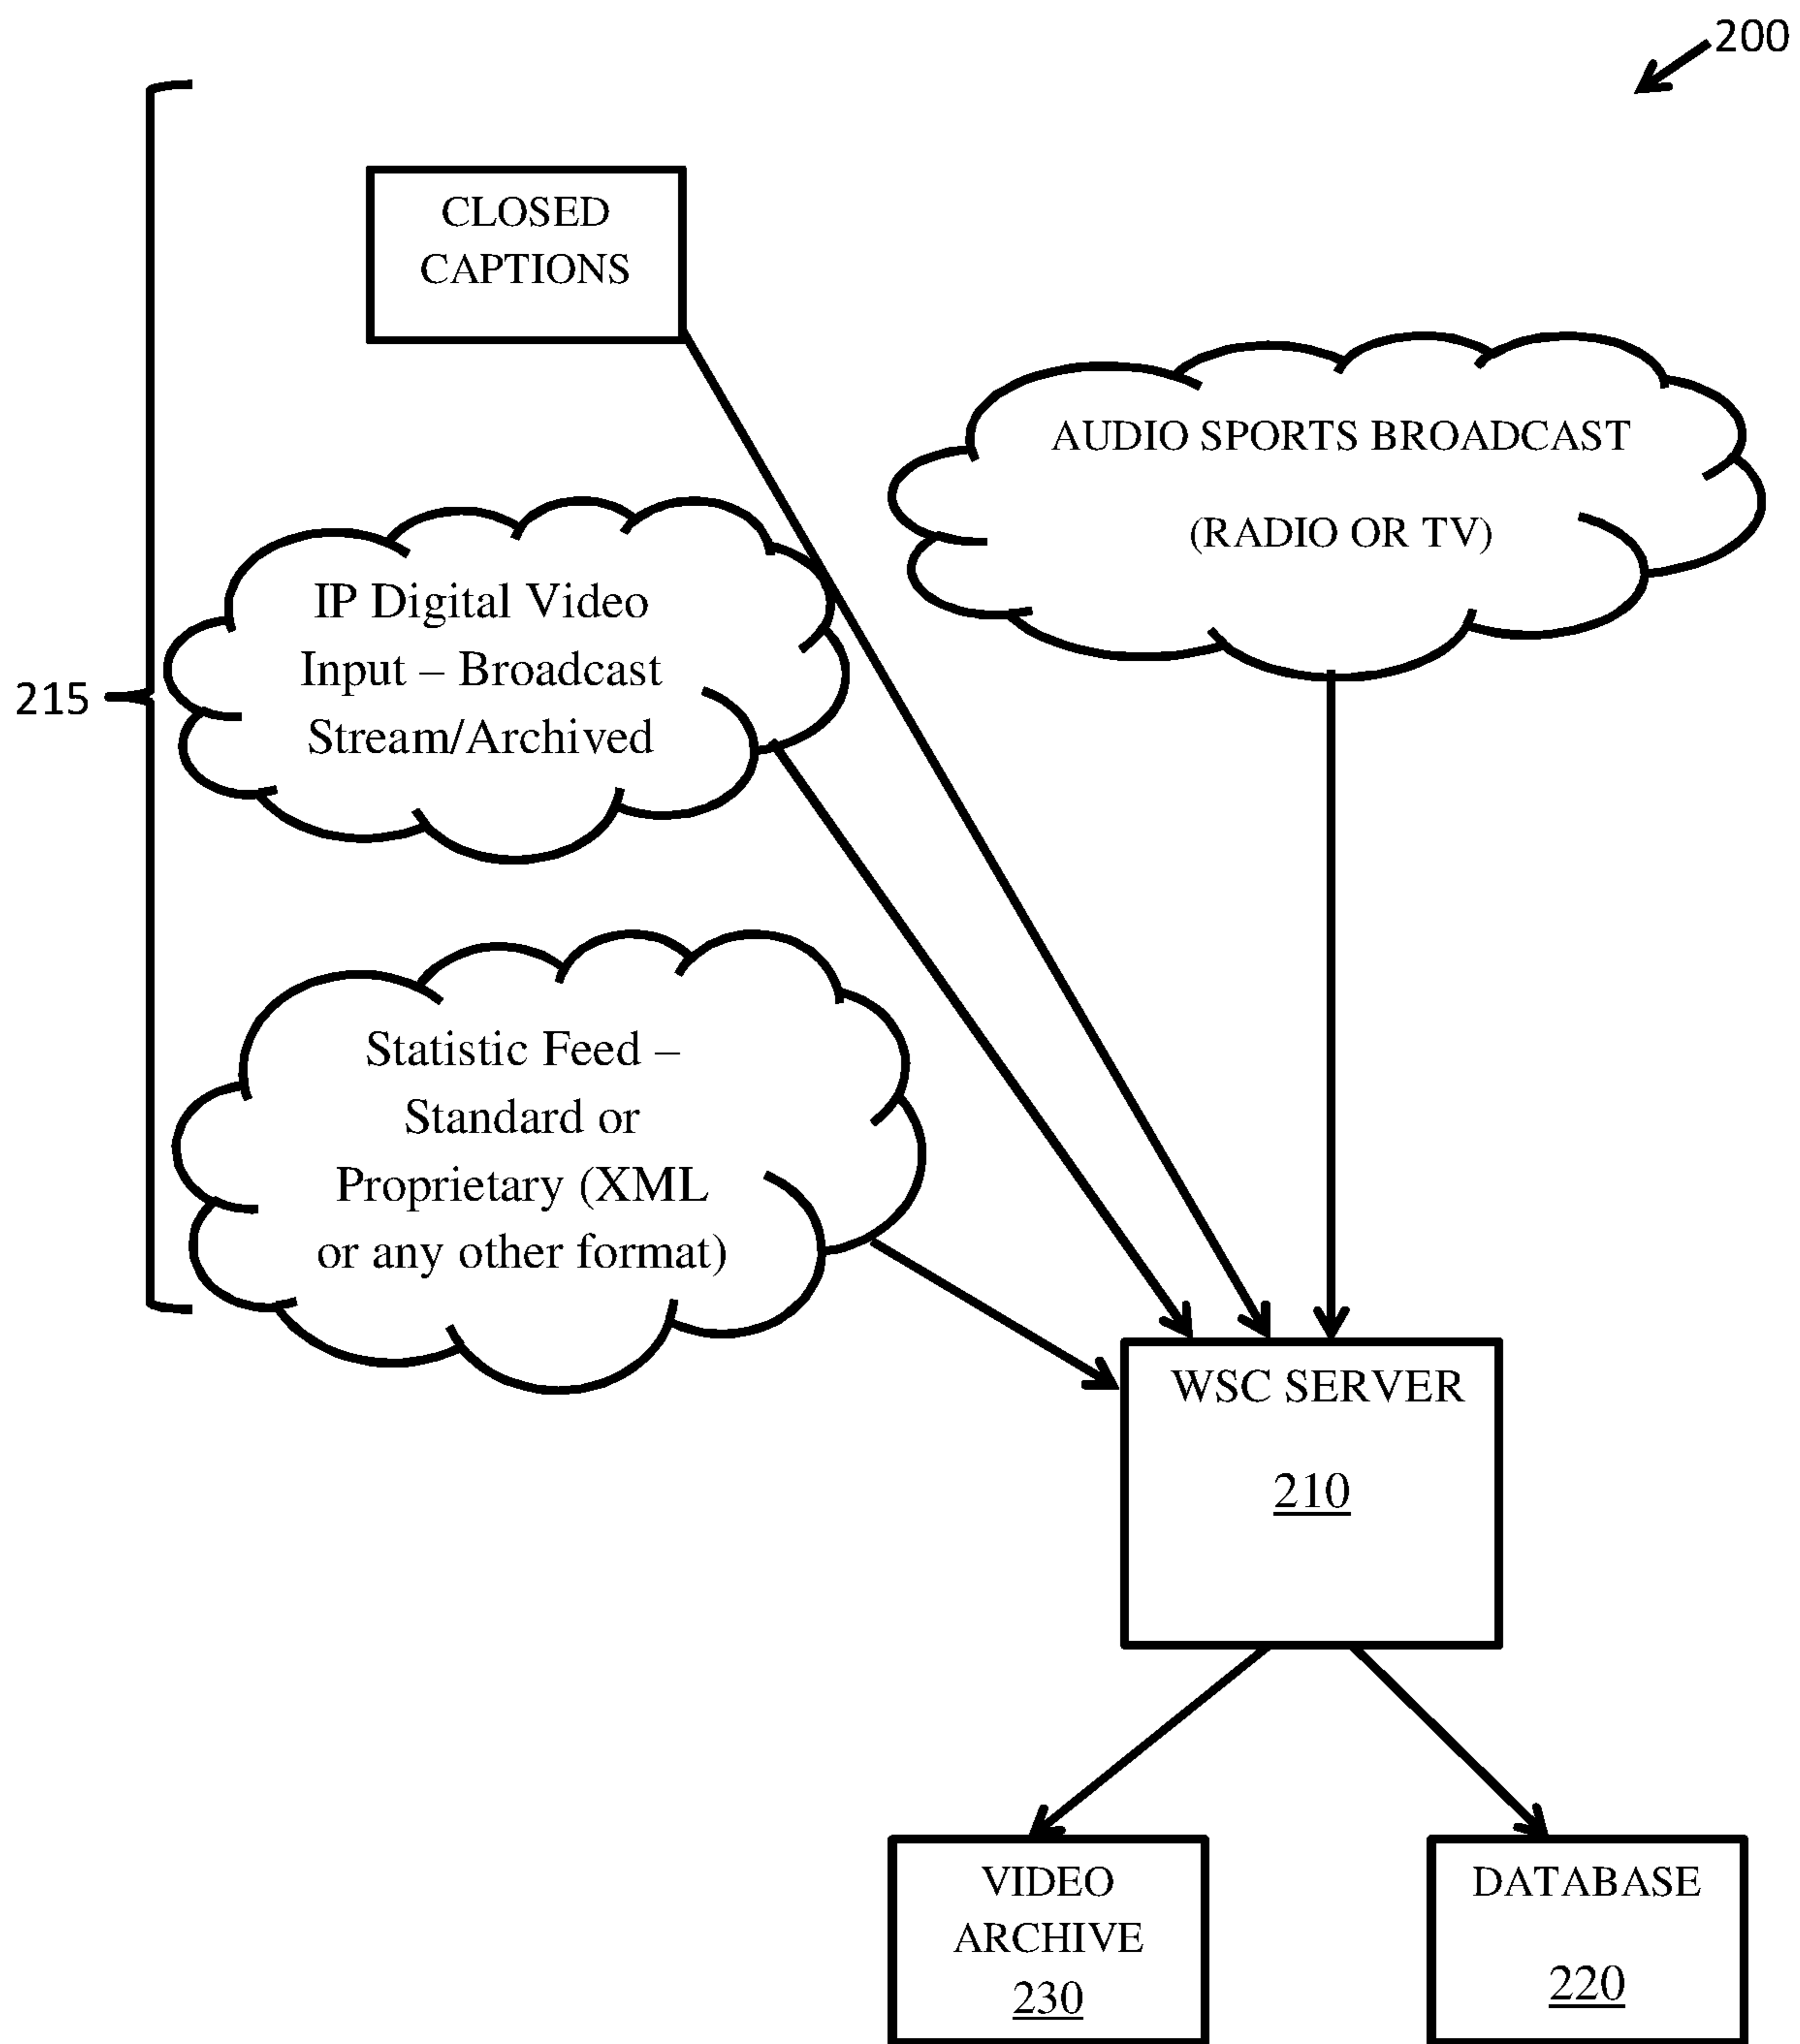 200
CLOSED
CAPTIONS
AUDIO SPORTS BROADCAST
(RADIO OR TV)
IP Digital Video
Input – Broadcast
Stream/Archived
215
Statistic Feed –
Standard or
Proprietary (XML
or any other format)
WSC SERVER
210
VIDEO
ARCHIVE
230
DATABASE
220